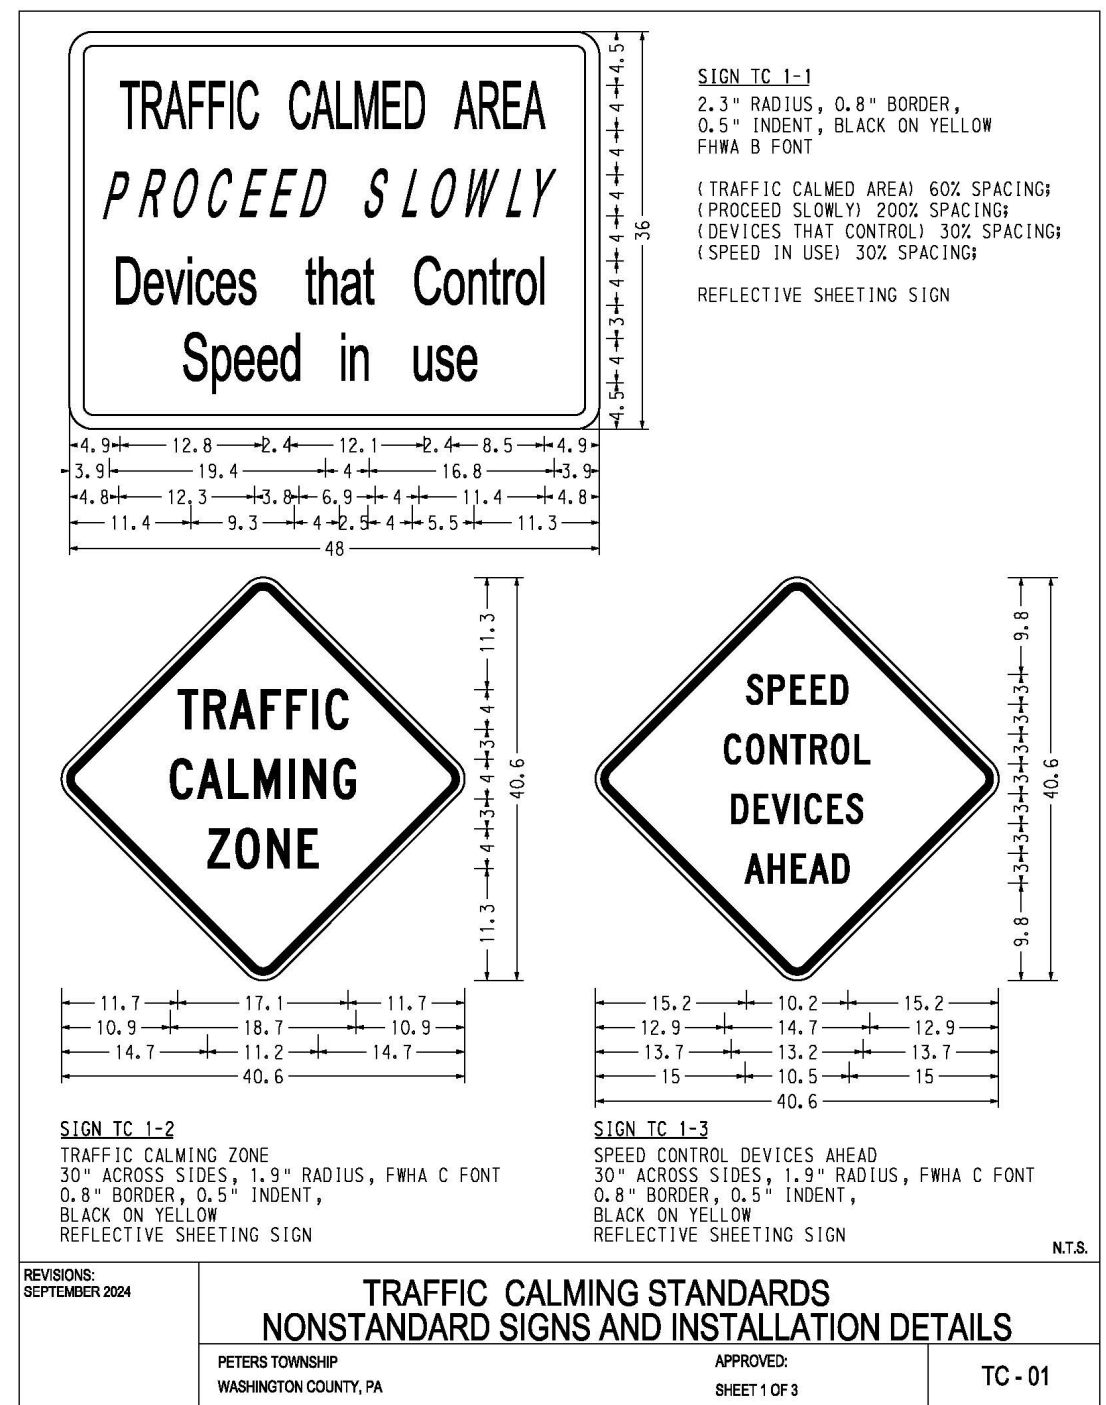 TRAFFIC CALMED AREA
PROCEED SLOWLY
Devices that Control
Speed in use
4.5
4
4
4
4
4
3
4
4.5
36
4.9 12.8 2.4 12.1 2.4 8.5 4.9
3.9 19.4 4 16.8 3.9
4.8 12.3 3.8 6.9 4 11.4 4.8
11.4 9.3 4 2.5 4 5.5 11.3
48
SIGN TC 1-1
2.3" RADIUS, 0.8" BORDER,
0.5" INDENT, BLACK ON YELLOW
FHWA B FONT
(TRAFFIC CALMED AREA) 60% SPACING;
(PROCEED SLOWLY) 200% SPACING;
(DEVICES THAT CONTROL) 30% SPACING;
(SPEED IN USE) 30% SPACING;
REFLECTIVE SHEETING SIGN
TRAFFIC
CALMING
ZONE
11.3
4
3
4
3
4
11.3
40.6
11.7 17.1 11.7
10.9 18.7 10.9
14.7 11.2 14.7
40.6
SIGN TC 1-2
TRAFFIC CALMING ZONE
30" ACROSS SIDES, 1.9" RADIUS, FWHA C FONT
0.8" BORDER, 0.5" INDENT,
BLACK ON YELLOW
REFLECTIVE SHEETING SIGN
SPEED
CONTROL
DEVICES
AHEAD
9.8
3
3
3
3
3
3
3
9.8
40.6
15.2 10.2 15.2
12.9 14.7 12.9
13.7 13.2 13.7
15 10.5 15
40.6
SIGN TC 1-3
SPEED CONTROL DEVICES AHEAD
30" ACROSS SIDES, 1.9" RADIUS, FWHA C FONT
0.8" BORDER, 0.5" INDENT,
BLACK ON YELLOW
REFLECTIVE SHEETING SIGN
N.T.S.
REVISIONS:
SEPTEMBER 2024
TRAFFIC CALMING STANDARDS
NONSTANDARD SIGNS AND INSTALLATION DETAILS
PETERS TOWNSHIP
WASHINGTON COUNTY, PA
APPROVED:
SHEET 1 OF 3
TC - 01